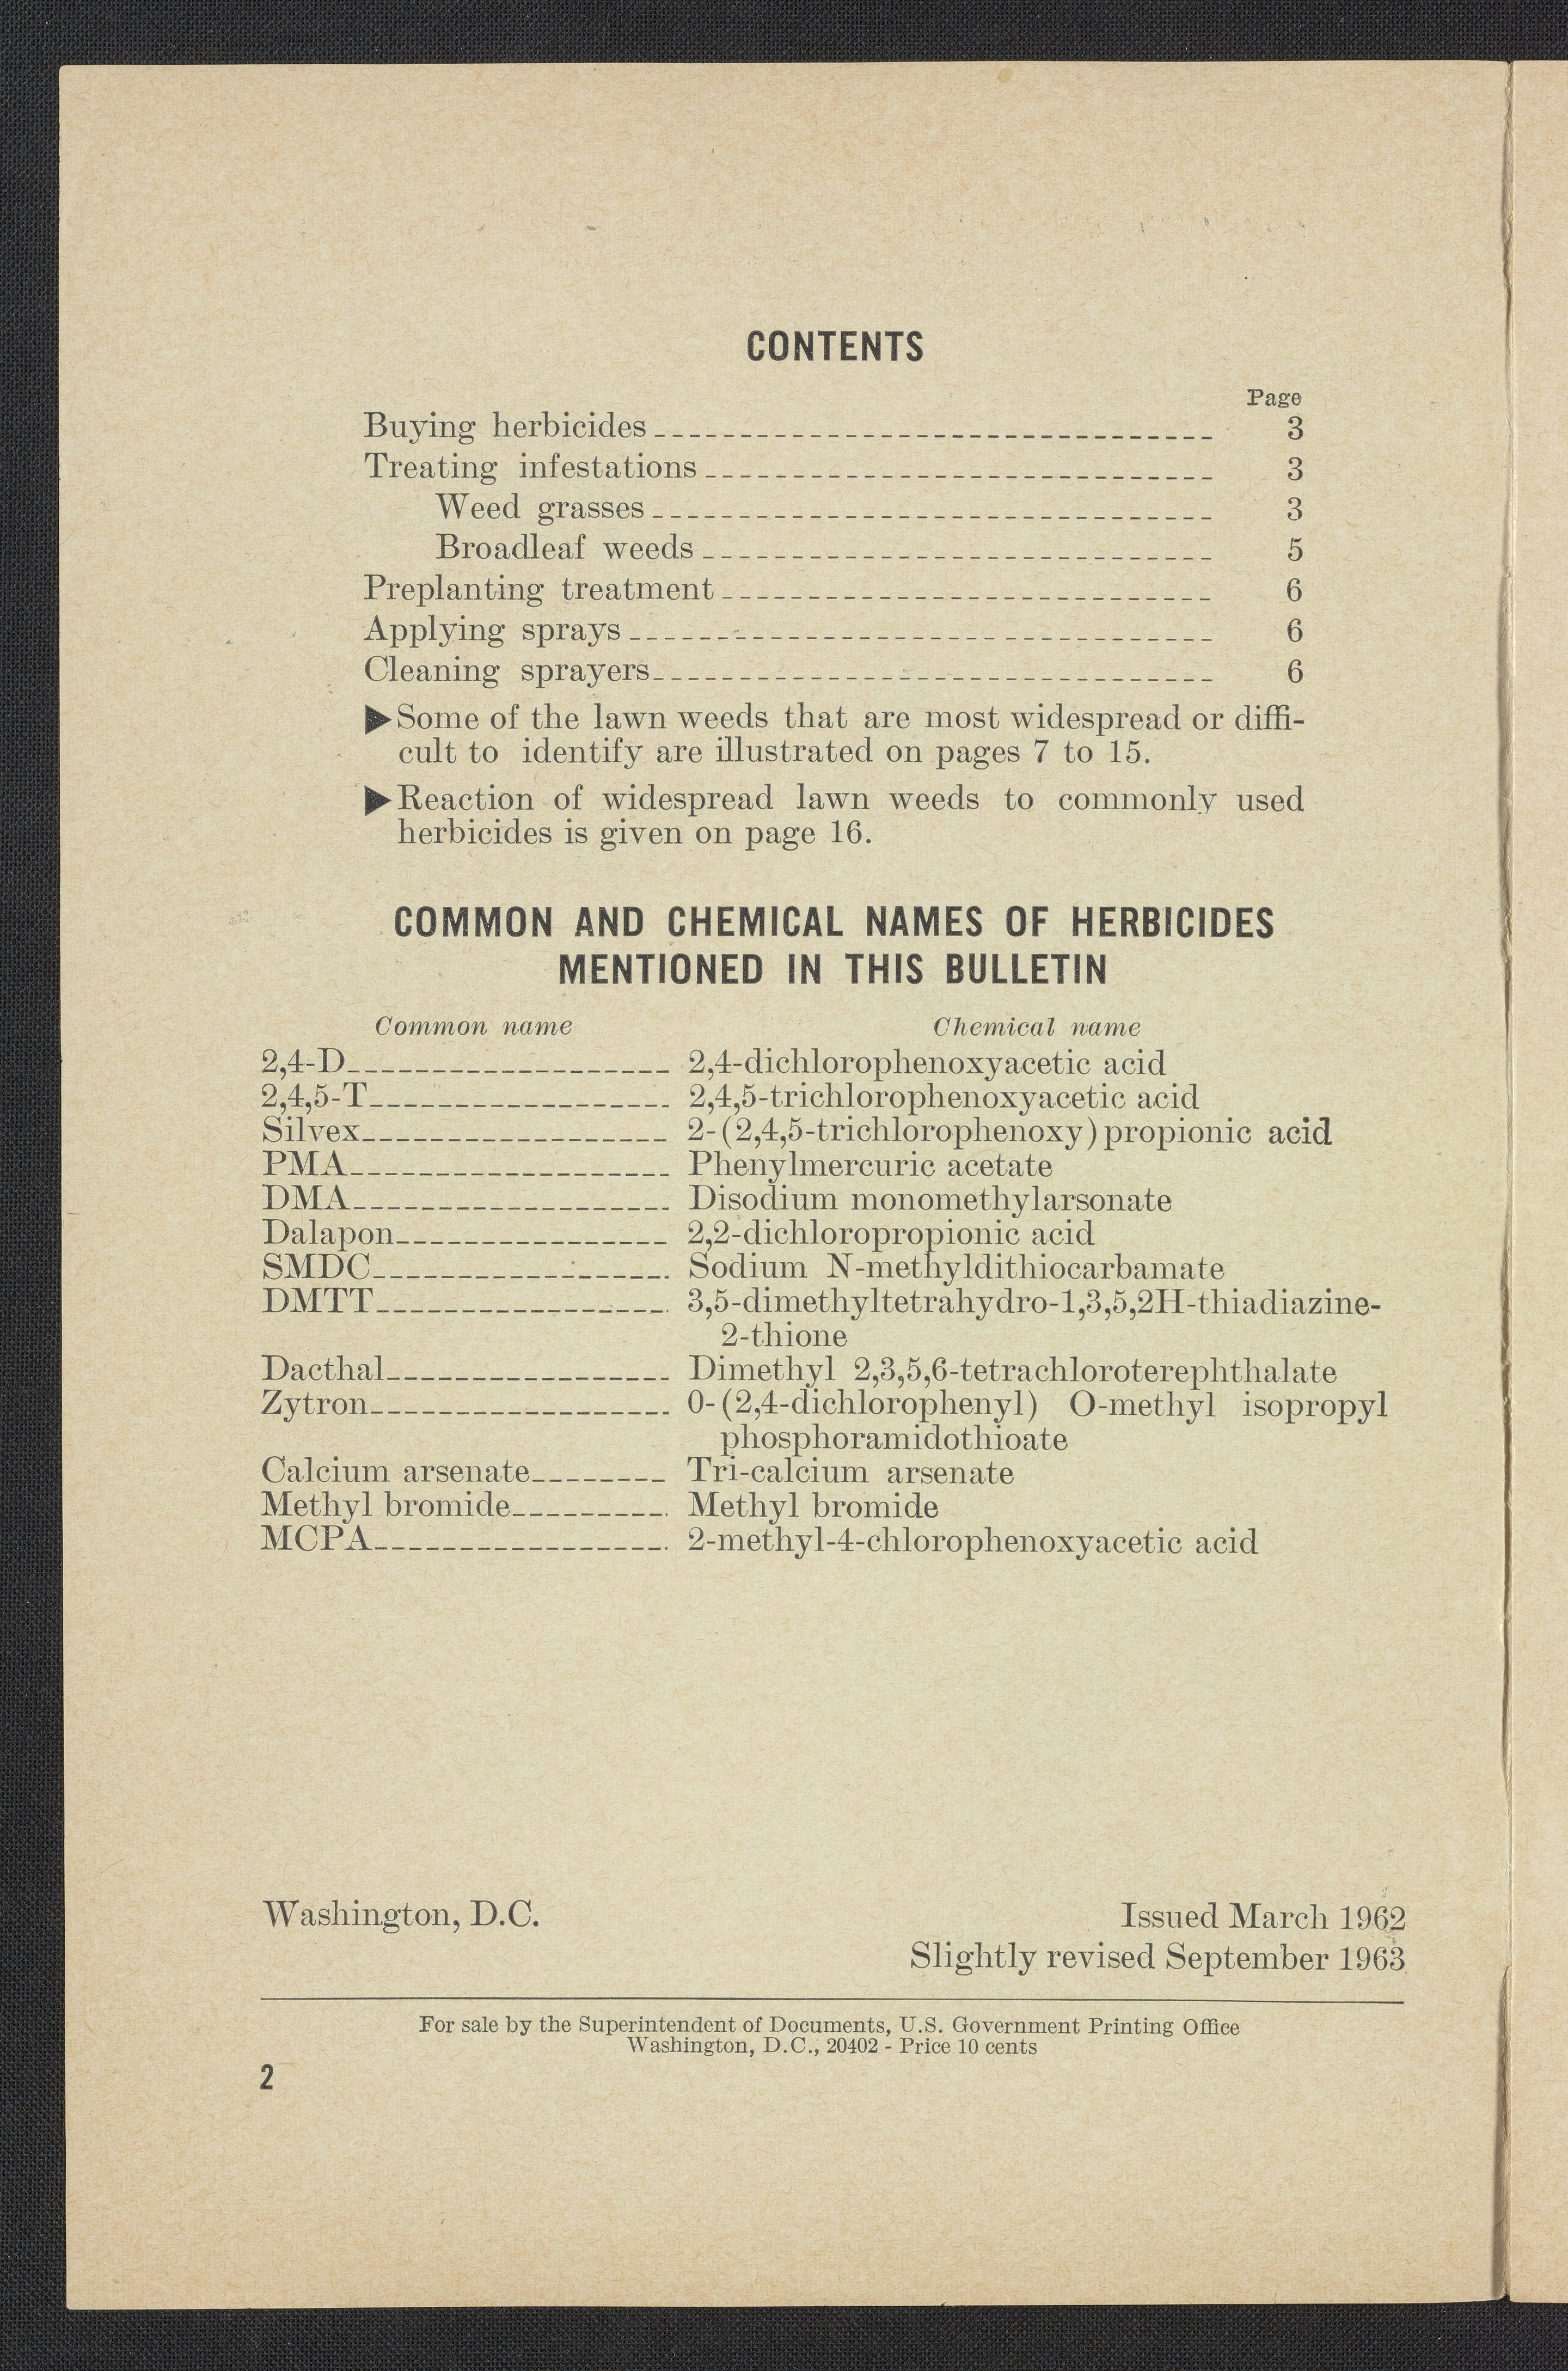 CONTENTS
Page
Buying herbicides 3
Treating infestations 3
Weed grasses 3
Broadleaf weeds 5
Preplanting treatment 6
Applying sprays 6
Cleaning sprayers 6
▶Some of the lawn weeds that are most widespread or diffi-
cult to identify are illustrated on pages 7 to 15.
▶Reaction of widespread lawn weeds to commonly used
herbicides is given on page 16.
COMMON AND CHEMICAL NAMES OF HERBICIDES
MENTIONED IN THIS BULLETIN
Common name Chemical name
2,4-D 2,4-dichlorophenoxyacetic acid
2,4,5-T 2,4,5-trichlorophenoxyacetic acid
Silvex 2-(2,4,5-trichlorophenoxy)propionic acid
PMA Phenylmercuric acetate
DMA Disodium monomethylarsonate
Dalapon 2,2-dichloropropionic acid
SMDC Sodium N-methyldithiocarbamate
DMTT 3,5-dimethyltetrahydro-1,3,5,2H-thiadiazine-
2-thione
Dacthal Dimethyl 2,3,5,6-tetrachloroterephthalate
Zytron 0-(2,4-dichlorophenyl) O-methyl isopropyl
phosphoramidothioate
Calcium arsenate Tri-calcium arsenate
Methyl bromide Methyl bromide
MCPA 2-methyl-4-chlorophenoxyacetic acid
Washington, D.C. Issued March 1962
Slightly revised September 1963
For sale by the Superintendent of Documents, U.S. Government Printing Office
Washington, D.C., 20402 - Price 10 cents
2